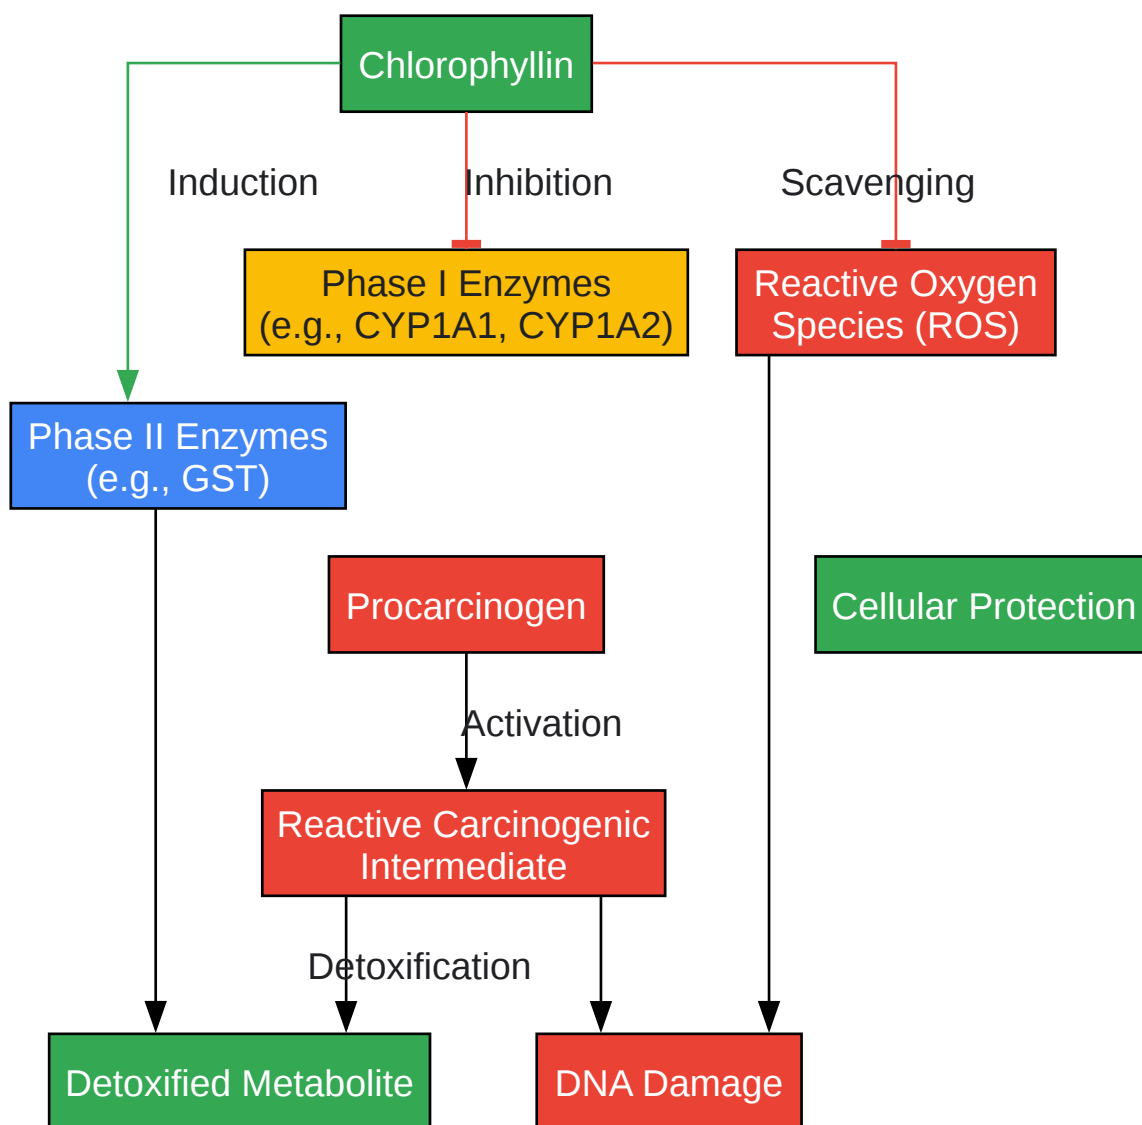 Chlorophyllin
Induction
Inhibition
Scavenging
Phase I Enzymes
(e.g., CYP1A1, CYP1A2)
Reactive Oxygen
Species (ROS)
Phase II Enzymes
(e.g., GST)
Procarcinogen
Cellular Protection
Activation
Reactive Carcinogenic
Intermediate
Detoxification
Detoxified Metabolite
DNA Damage